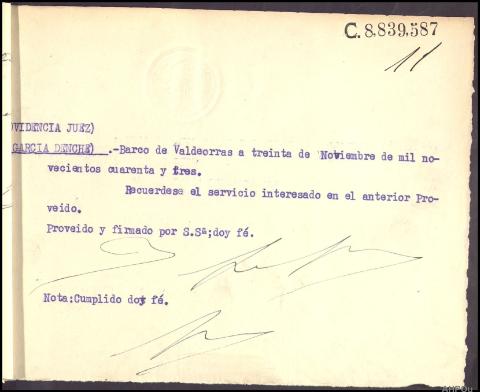 C.8.839,587
11
OVIDENCIA JUEZ)
GARCIA DENCHE) .-Barco de Valdeorras a treinta de Noviembre de mil no-
vecientos cuarenta y tres.
Recuerdese el servicio interesado en el anterior Pro-
veido.
Proveido y firmado por S.Sª;doy fé.
Nota:Cumplido doy fé.